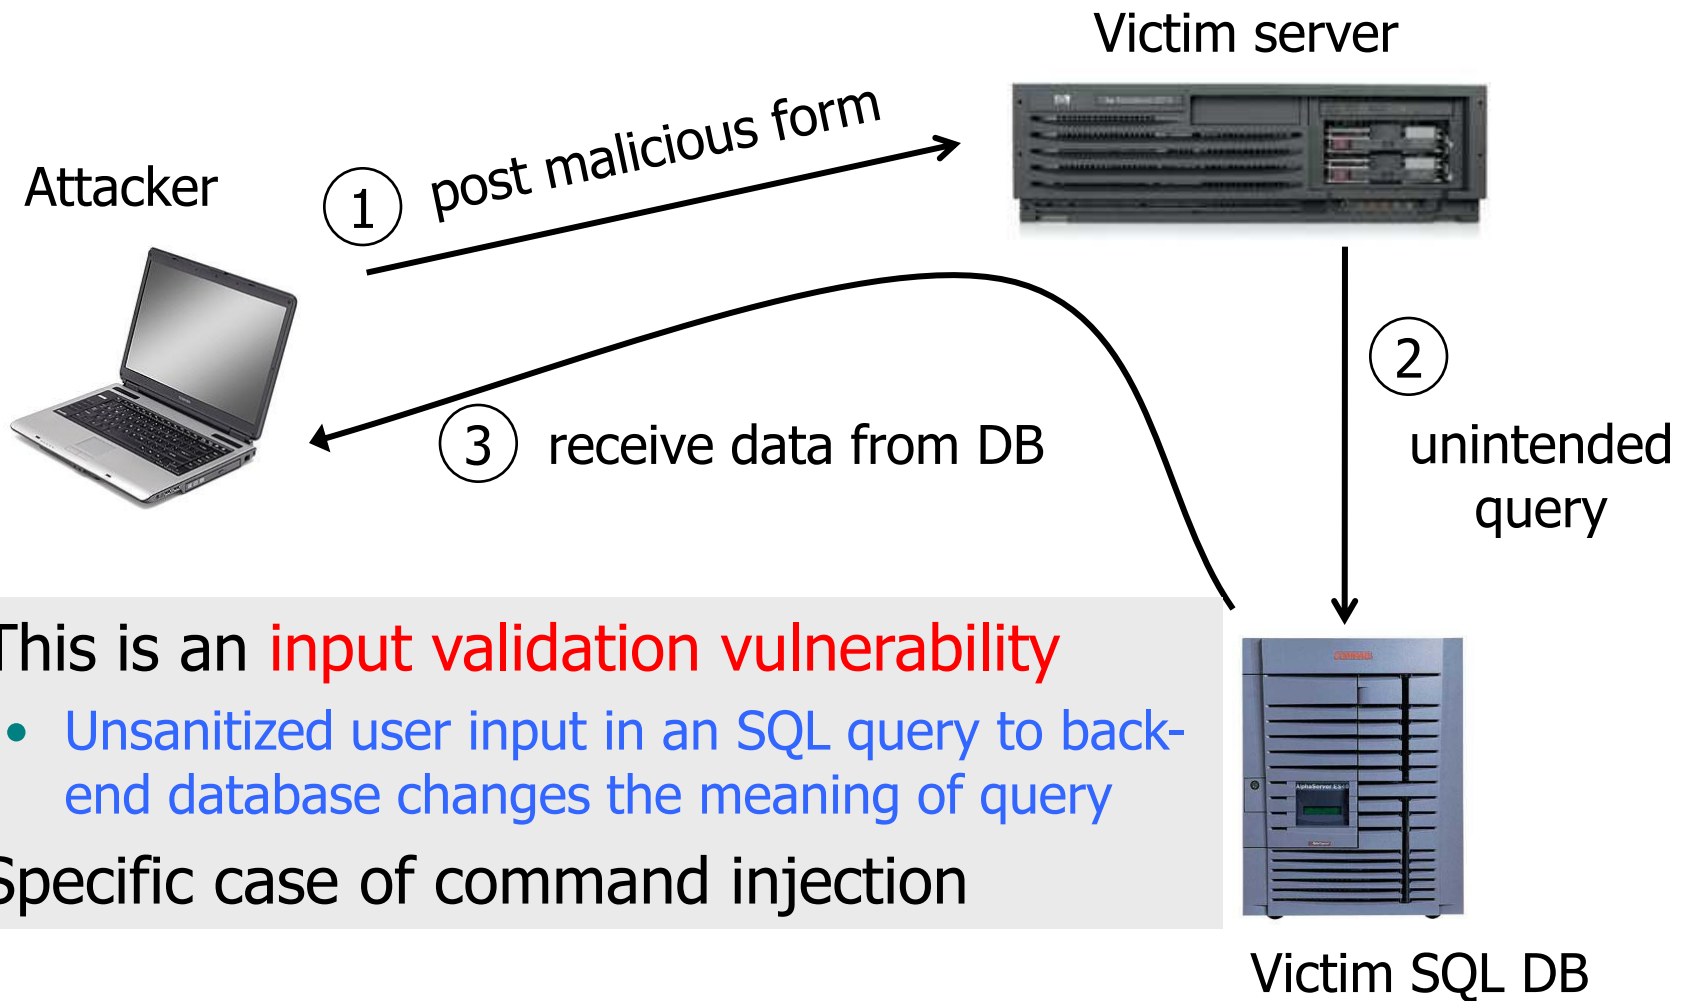 Victim server
Attacker
1 post malicious form
2
unintended
query
3 receive data from DB
This is an input validation vulnerability
• Unsanitized user input in an SQL query to back-
end database changes the meaning of query
Specific case of command injection
Victim SQL DB